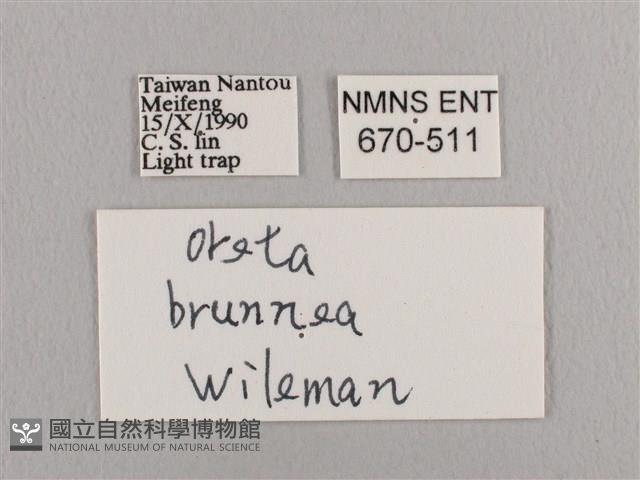 Taiwan Nantou
Meifeng
15/X/1990
C. S. lin
Light trap
NMNS ENT
670-511
oreta
brunnea
Wileman
國立自然科學博物館
NATIONAL MUSEUM OF NATURAL SCIENCE